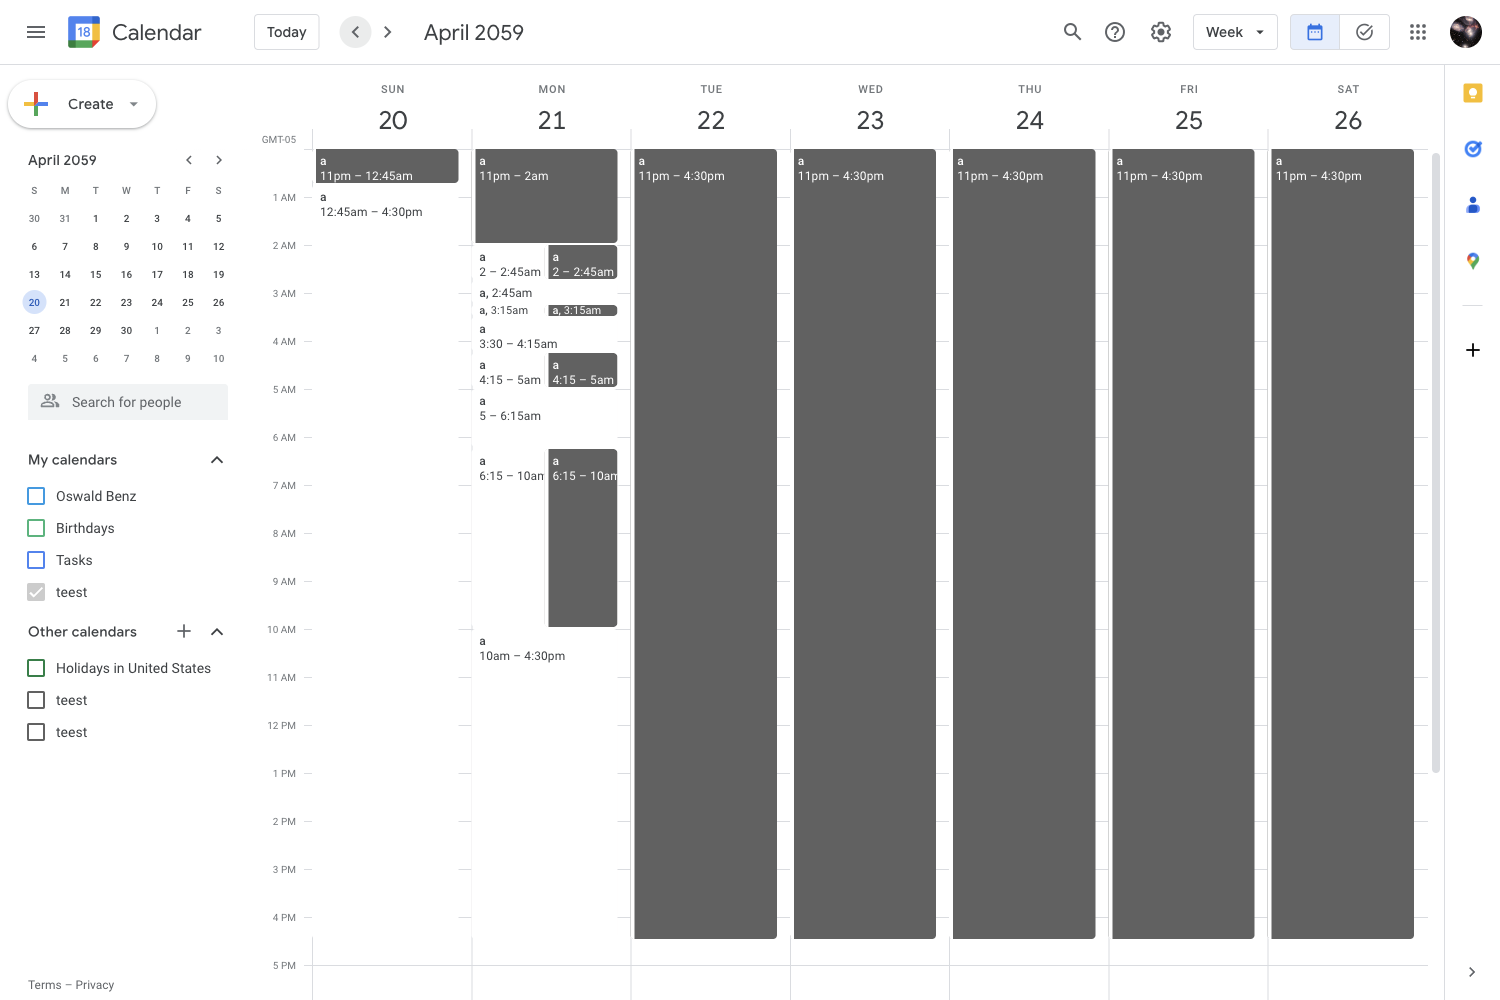 18 Calendar Today April 2059 Week
Create
April 2059
S M T W T F S
30 31 1 2 3 4 5
6 7 8 9 10 11 12
13 14 15 16 17 18 19
20 21 22 23 24 25 26
27 28 29 30 1 2 3
4 5 6 7 8 9 10
Search for people
My calendars
Oswald Benz
Birthdays
Tasks
teest
Other calendars
Holidays in United States
teest
teest
Terms – Privacy
SUN MON TUE WED THU FRI SAT
20 21 22 23 24 25 26
GMT-05
1 AM
2 AM
3 AM
4 AM
5 AM
6 AM
7 AM
8 AM
9 AM
10 AM
11 AM
12 PM
1 PM
2 PM
3 PM
4 PM
5 PM
a
11pm – 12:45am
a
12:45am – 4:30pm
a
11pm – 2am
a
2 – 2:45am
a
2 – 2:45am
a, 2:45am
a, 3:15am
a, 3:15am
a
3:30 – 4:15am
a
4:15 – 5am
a
4:15 – 5am
a
5 – 6:15am
a
6:15 – 10am
a
6:15 – 10am
a
10am – 4:30pm
a
11pm – 4:30pm
a
11pm – 4:30pm
a
11pm – 4:30pm
a
11pm – 4:30pm
a
11pm – 4:30pm